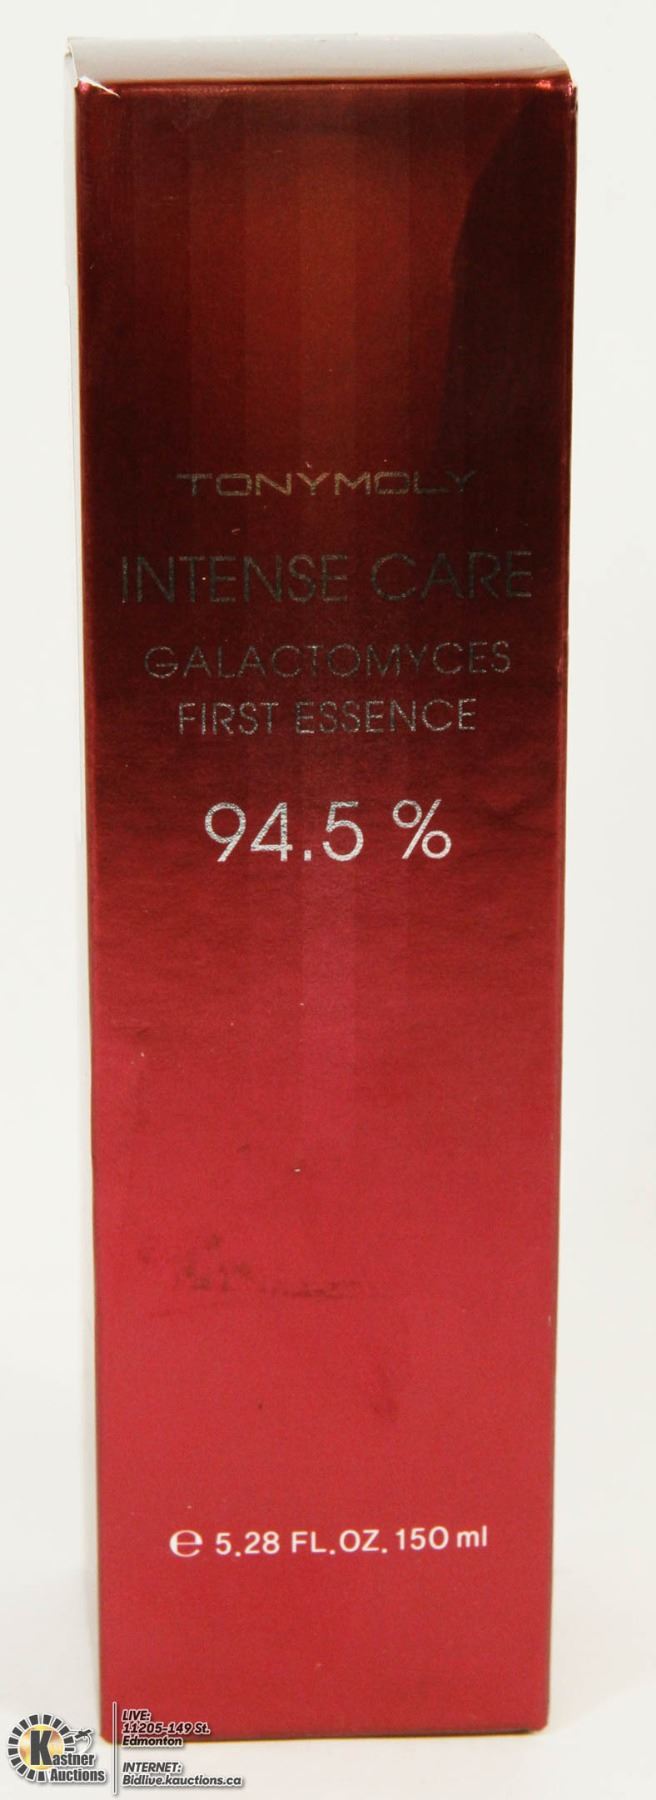 TONYMOLY
INTENSE CARE
GALACTOMYCES
FIRST ESSENCE
94.5 %
℮ 5.28 FL.OZ. 150 ml
Kastner
Auctions
LIVE:
11205-149 St.
Edmonton
INTERNET:
Bidlive.kauctions.ca